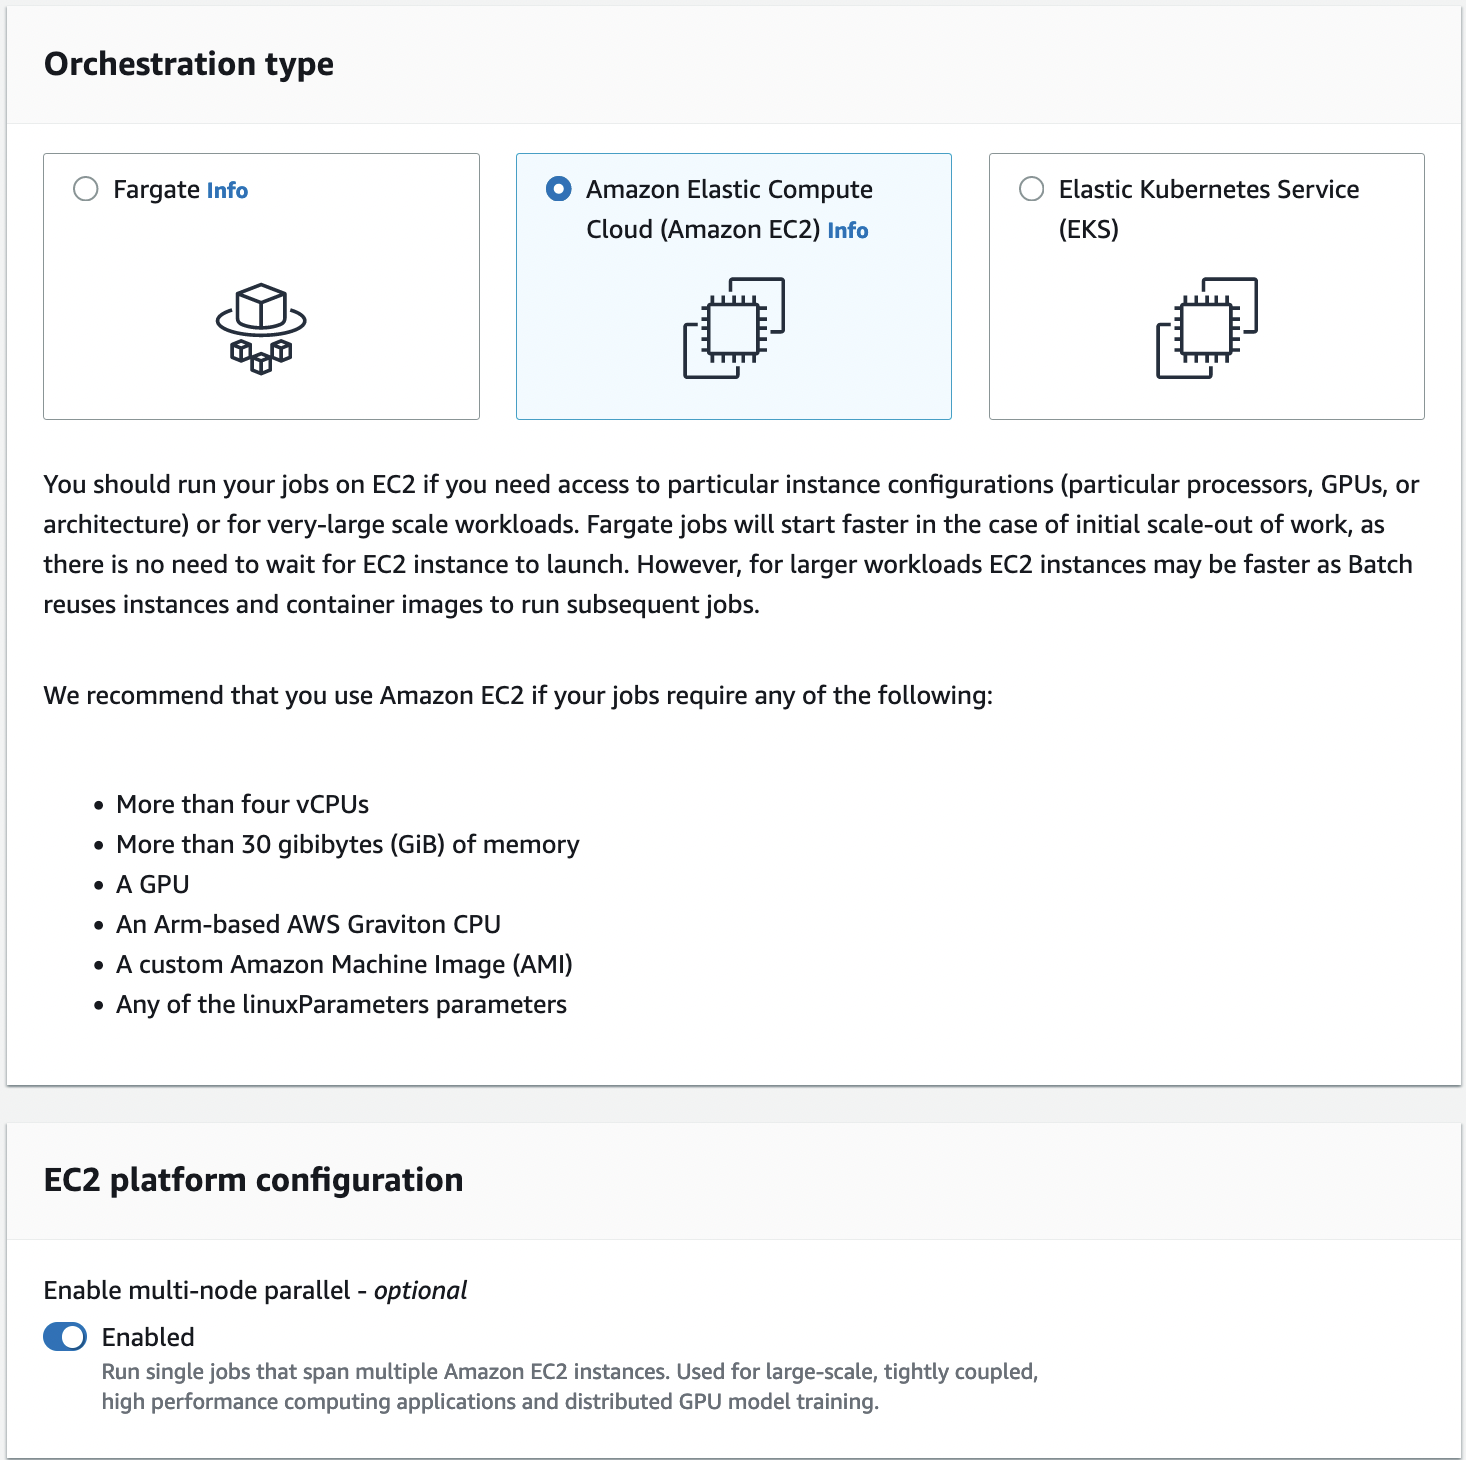 Orchestration type
Fargate Info
Amazon Elastic Compute
Cloud (Amazon EC2) Info
Elastic Kubernetes Service
(EKS)
You should run your jobs on EC2 if you need access to particular instance configurations (particular processors, GPUs, or
architecture) or for very-large scale workloads. Fargate jobs will start faster in the case of initial scale-out of work, as
there is no need to wait for EC2 instance to launch. However, for larger workloads EC2 instances may be faster as Batch
reuses instances and container images to run subsequent jobs.
We recommend that you use Amazon EC2 if your jobs require any of the following:
• More than four vCPUs
• More than 30 gibibytes (GiB) of memory
• A GPU
• An Arm-based AWS Graviton CPU
• A custom Amazon Machine Image (AMI)
• Any of the linuxParameters parameters
EC2 platform configuration
Enable multi-node parallel - optional
Enabled
Run single jobs that span multiple Amazon EC2 instances. Used for large-scale, tightly coupled,
high performance computing applications and distributed GPU model training.